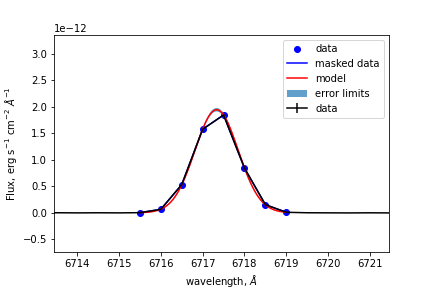 1e−12
3.0
2.5
2.0
1.5
1.0
0.5
0.0
−0.5
Flux, erg s⁻¹ cm⁻² Å⁻¹
data
masked data
model
error limits
data
6714 6715 6716 6717 6718 6719 6720 6721
wavelength, Å